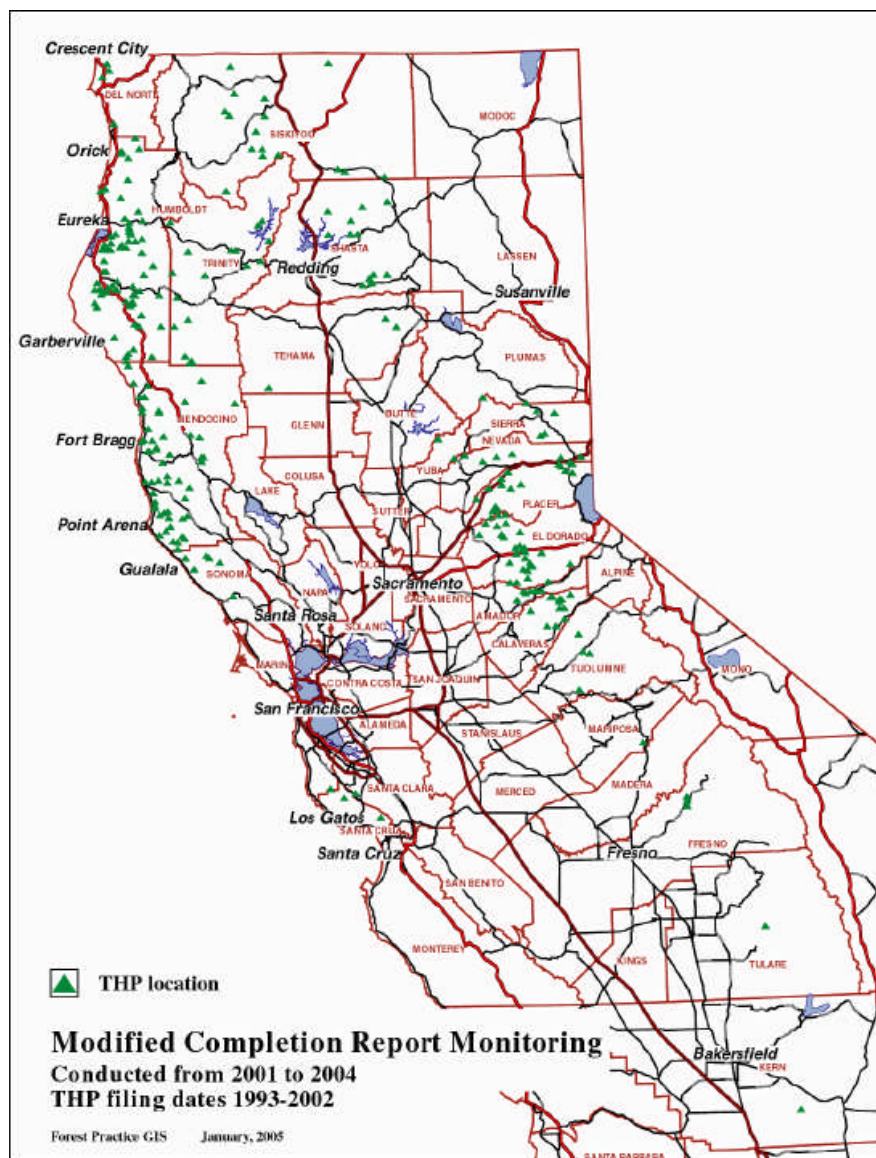 Crescent City
DEL NORTE
MODOC
SISKIYOU
Orick
HUMBOLDT
Eureka
TRINITY
SHASTA
LASSEN
Redding
Susanville
Garberville
TEHAMA
PLUMAS
MENDOCINO
GLENN
BUTTE
SIERRA
NEVADA
Fort Bragg
COLUSA
YUBA
LAKE
SUTTER
PLACER
Point Arena
EL DORADO
Gualala
SONOMA
YOLO
Sacramento
ALPINE
NAPA
SACRAMENTO
Santa Rosa
SOLANO
AMADOR
CALAVERAS
MARIN
CONTRA COSTA
SAN JOAQUIN
TUOLUMNE
MONO
San Francisco
ALAMEDA
STANISLAUS
MARIPOSA
SANTA CLARA
MERCED
MADERA
Los Gatos
SANTA CRUZ
Santa Cruz
Fresno
FRESNO
SAN BENITO
MONTEREY
KINGS
TULARE
THP location
Modified Completion Report Monitoring
Conducted from 2001 to 2004
THP filing dates 1993-2002
Bakersfield
KERN
Forest Practice GIS January, 2005
SANTA BARBARA